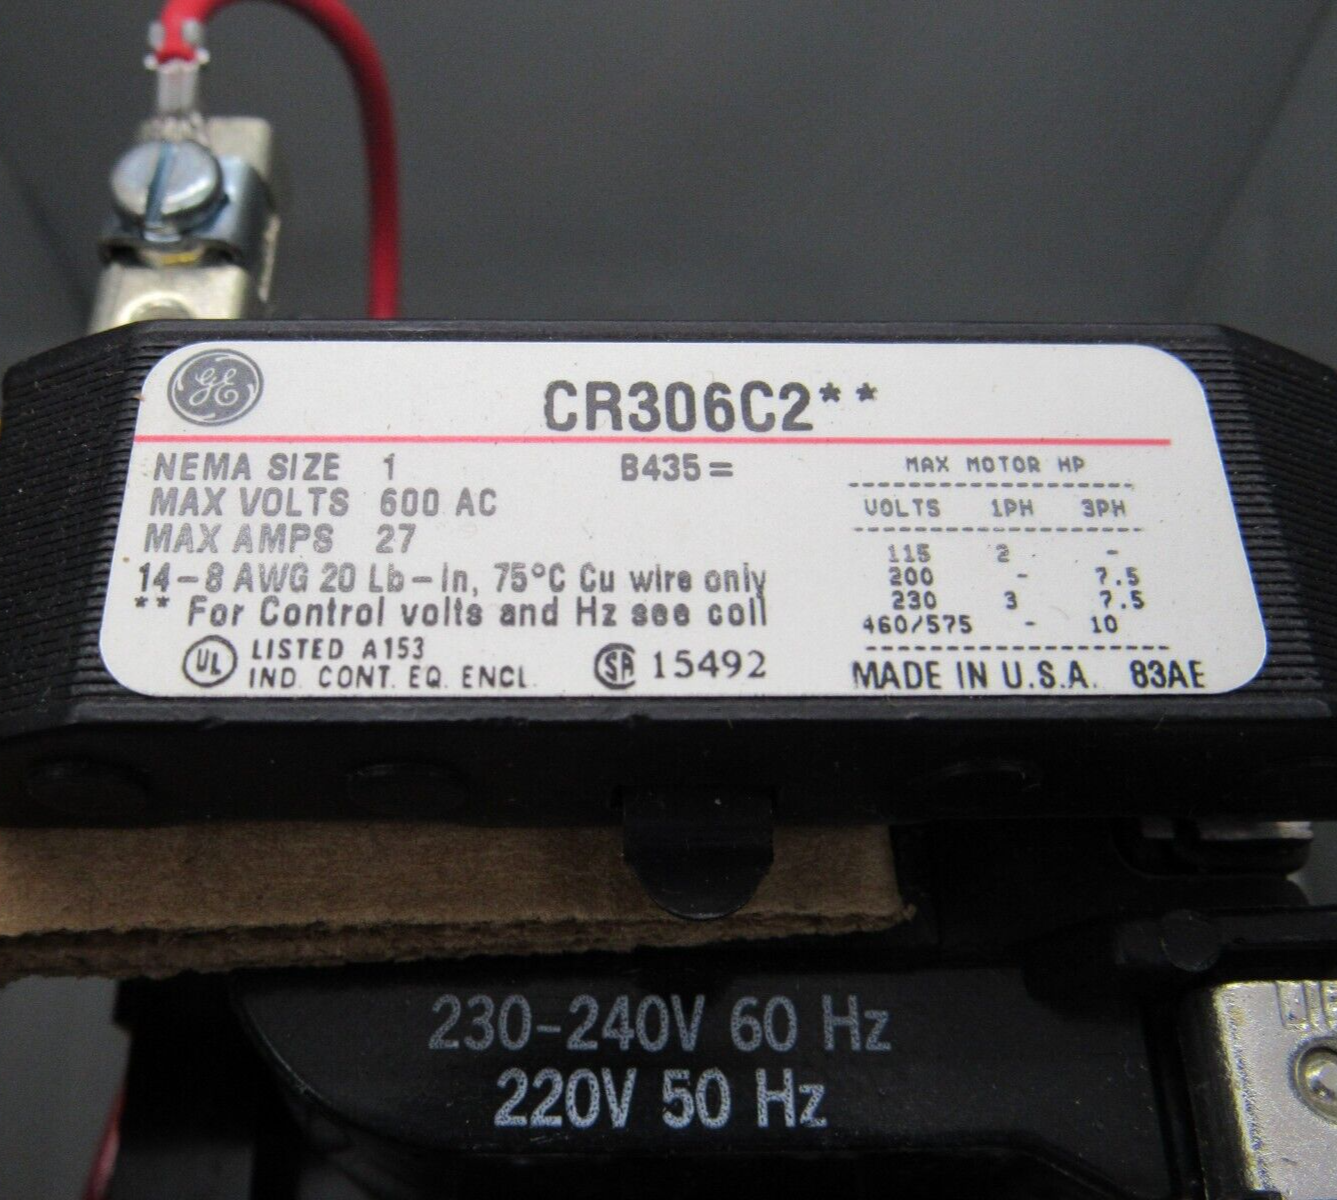 GE
CR306C2**
NEMA SIZE 1
MAX VOLTS 600 AC
MAX AMPS 27
B435=
14-8 AWG 20 Lb-in, 75°C Cu wire only
** For Control volts and Hz see coil
UL LISTED A153
IND. CONT. EQ. ENCL.
SA 15492
MAX MOTOR HP
VOLTS 1PH 3PH
115 2 -
200 - 7.5
230 3 7.5
460/575 - 10
MADE IN U.S.A. 83AE
230-240V 60 Hz
220V 50 Hz